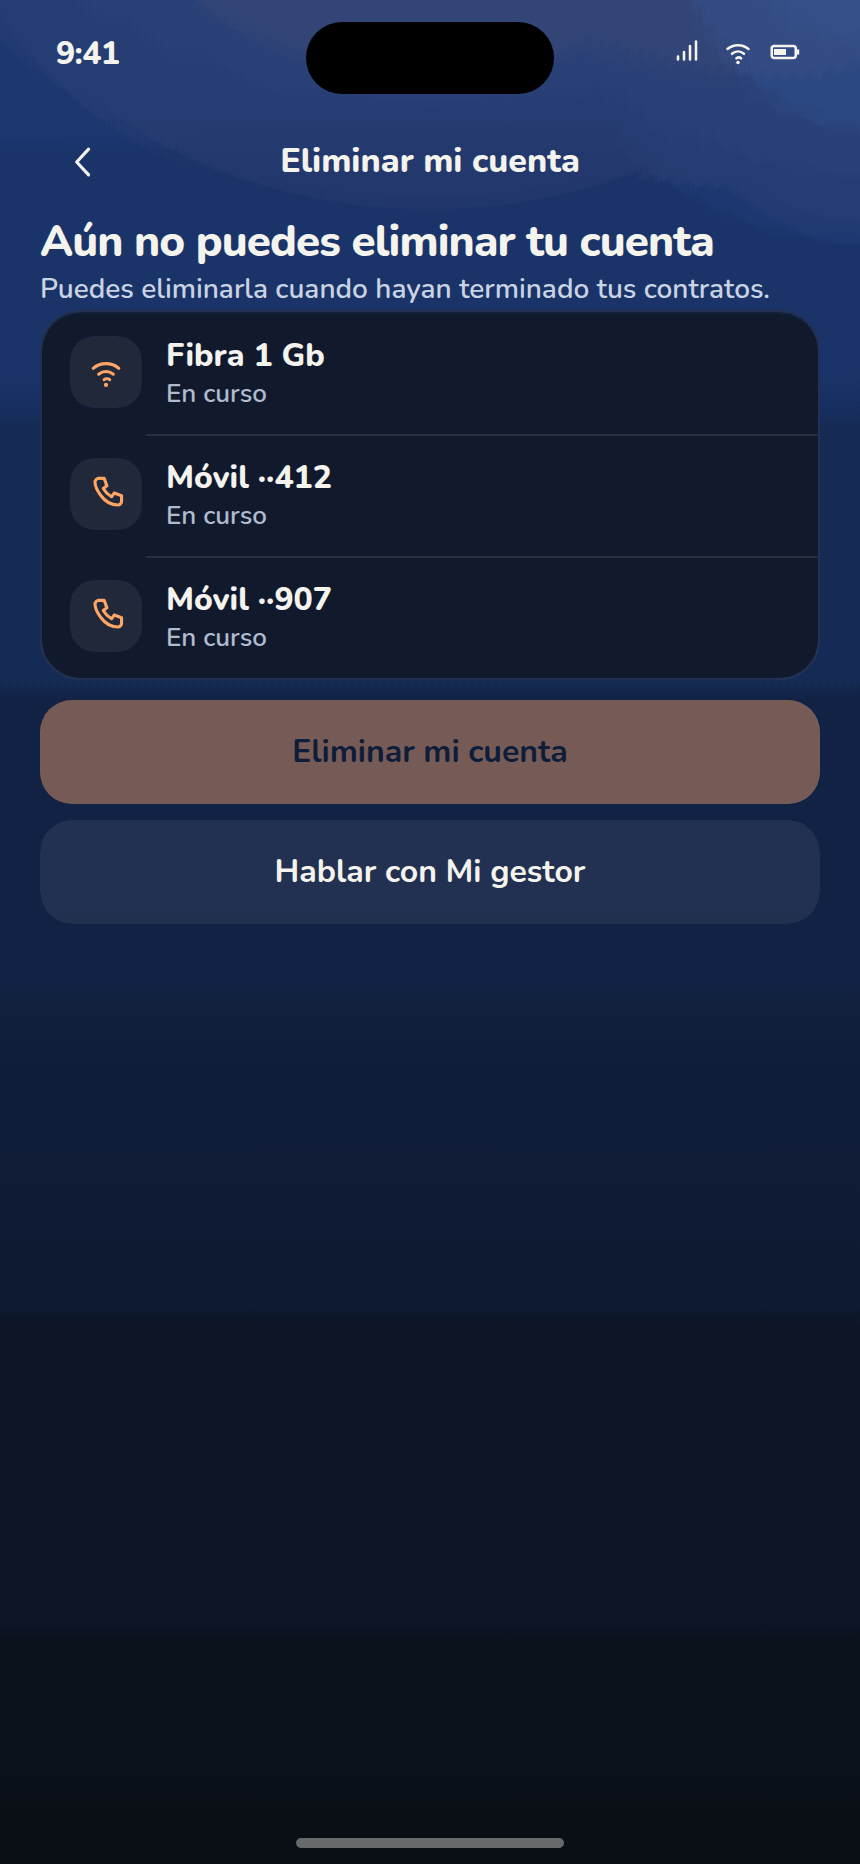 9:41
Eliminar mi cuenta
Aún no puedes eliminar tu cuenta
Puedes eliminarla cuando hayan terminado tus contratos.
Fibra 1 Gb
En curso
Móvil ··412
En curso
Móvil ··907
En curso
Eliminar mi cuenta
Hablar con Mi gestor